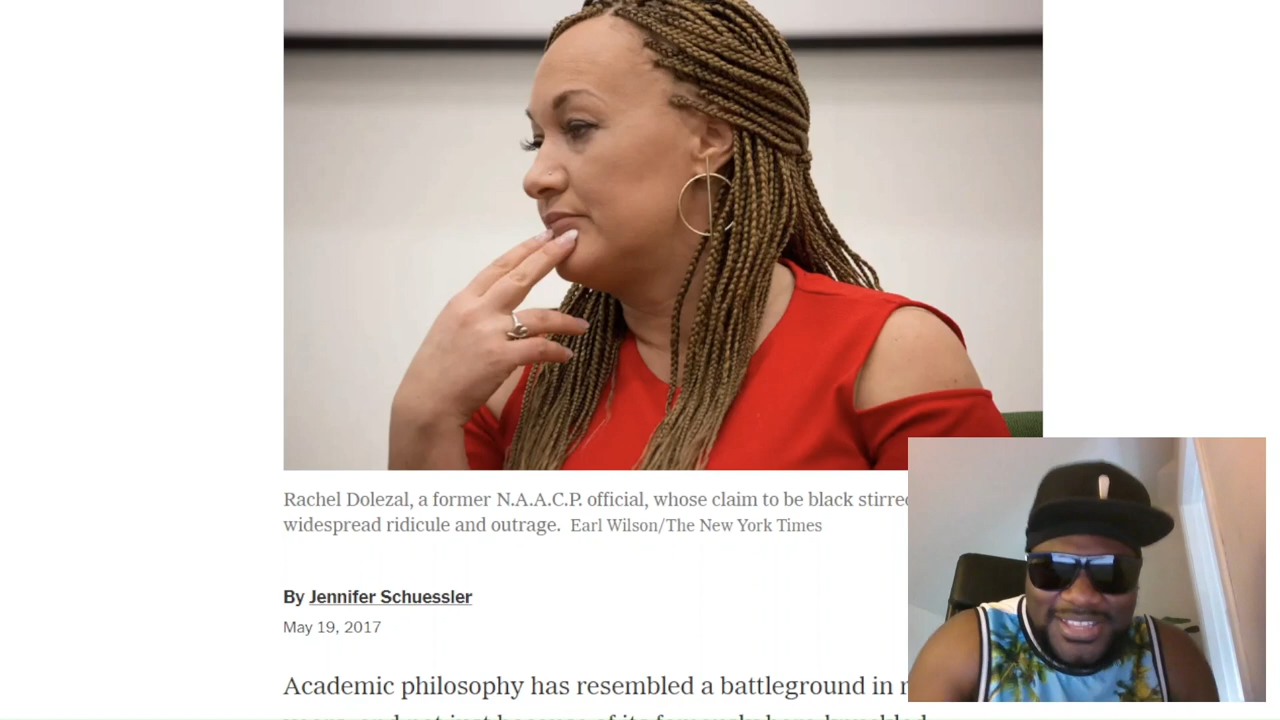 Rachel Dolezal, a former N.A.A.C.P. official, whose claim to be black stirred
widespread ridicule and outrage. Earl Wilson/The New York Times
By Jennifer Schuessler
May 19, 2017
Academic philosophy has resembled a battleground in